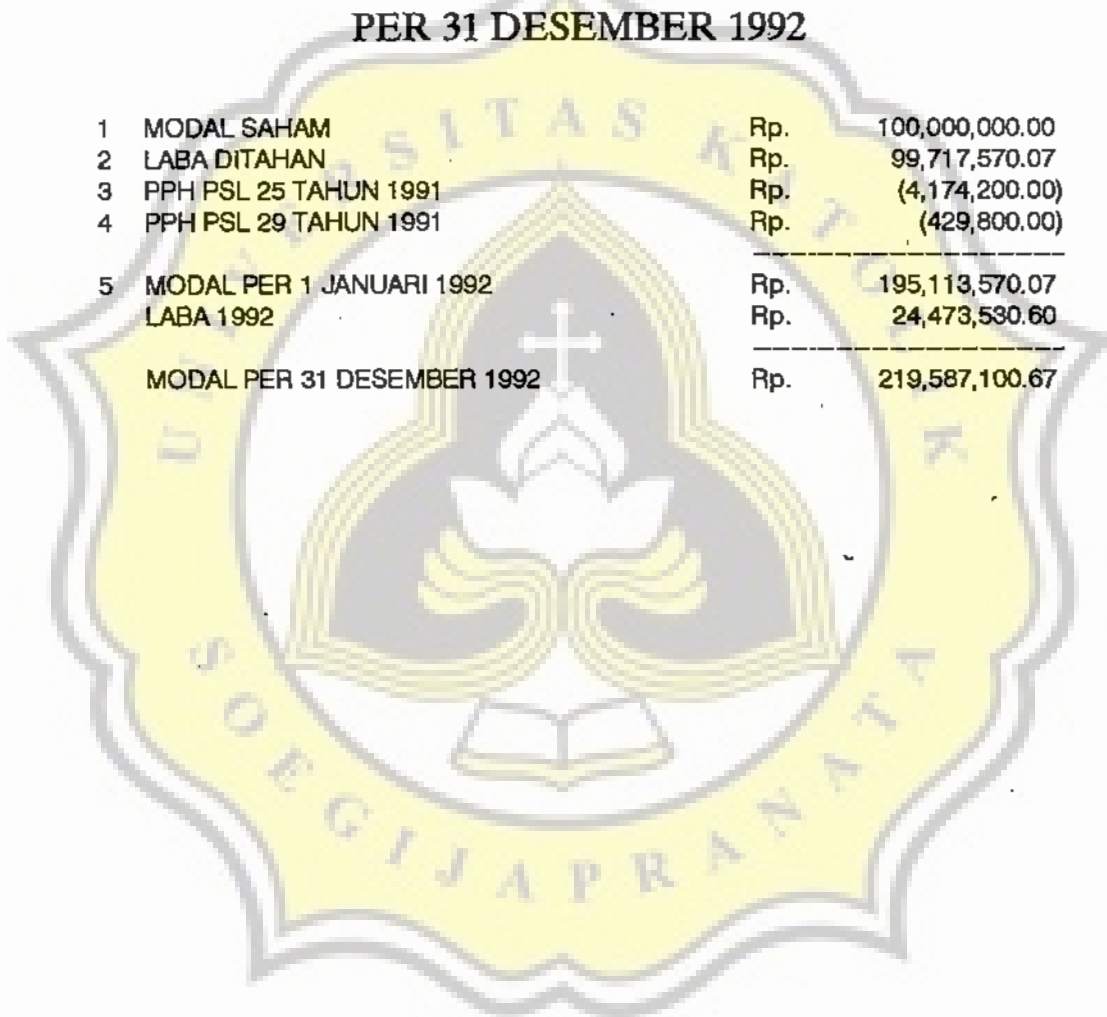 PER 31 DESEMBER 1992
1 MODAL SAHAM Rp. 100,000,000.00
2 LABA DITAHAN Rp. 99,717,570.07
3 PPH PSL 25 TAHUN 1991 Rp. (4,174,200.00)
4 PPH PSL 29 TAHUN 1991 Rp. (429,800.00)
5 MODAL PER 1 JANUARI 1992 Rp. 195,113,570.07
LABA 1992 Rp. 24,473,530.60
MODAL PER 31 DESEMBER 1992 Rp. 219,587,100.67
UNIVERSITAS KATOLIK
SOEGIJAPRANATA